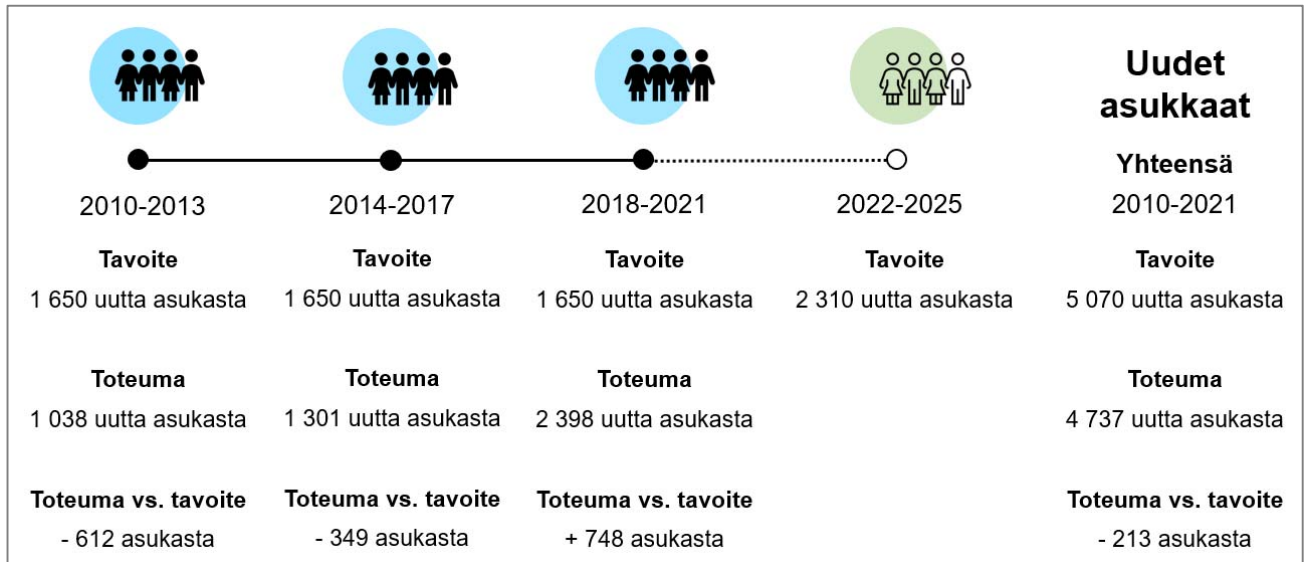 Uudet
asukkaat
Yhteensä
2010-2013 2014-2017 2018-2021 2022-2025 2010-2021
Tavoite Tavoite Tavoite Tavoite Tavoite
1 650 uutta asukasta 1 650 uutta asukasta 1 650 uutta asukasta 2 310 uutta asukasta 5 070 uutta asukasta
Toteuma Toteuma Toteuma Toteuma
1 038 uutta asukasta 1 301 uutta asukasta 2 398 uutta asukasta 4 737 uutta asukasta
Toteuma vs. tavoite Toteuma vs. tavoite Toteuma vs. tavoite Toteuma vs. tavoite
- 612 asukasta - 349 asukasta + 748 asukasta - 213 asukasta